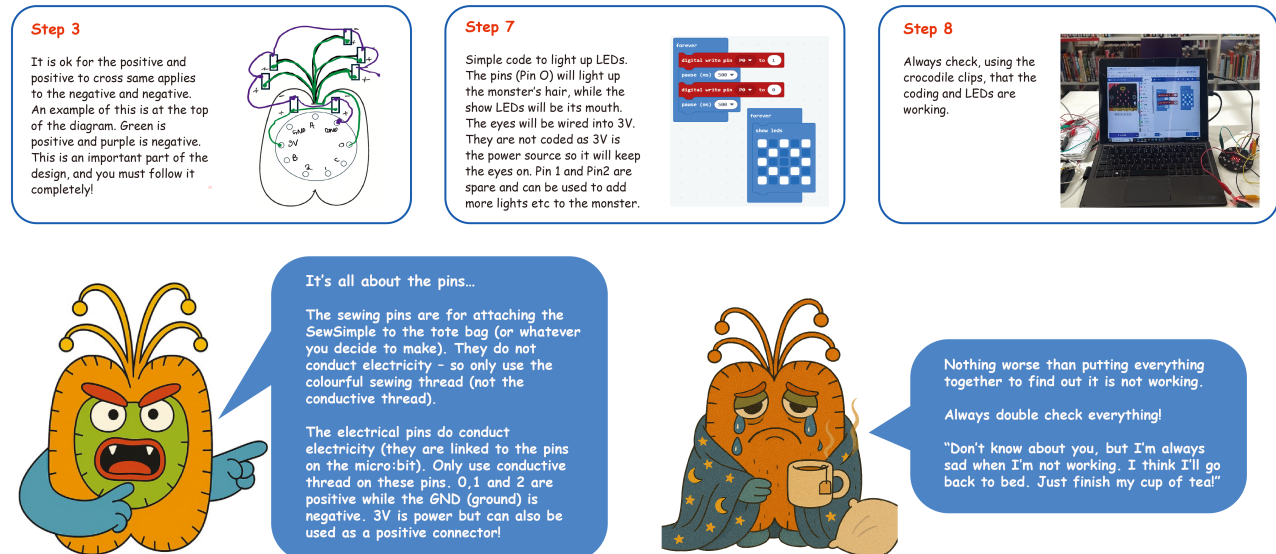 Step 3
It is ok for the positive and
positive to cross same applies
to the negative and negative.
An example of this is at the top
of the diagram. Green is
positive and purple is negative.
This is an important part of the
design, and you must follow it
completely!
A
GND
3V
O
B
2
1
C
Step 7
Simple code to light up LEDs.
The pins (Pin O) will light up
the monster's hair, while the
show LEDs will be its mouth.
The eyes will be wired into 3V.
They are not coded as 3V is
the power source so it will keep
the eyes on. Pin 1 and Pin2 are
spare and can be used to add
more lights etc to the monster.
forever
digital write pin P0 to 1
pause (ms) 500
digital write pin P0 to 0
pause (ms) 500
forever
show leds
Step 8
Always check, using the
crocodile clips, that the
coding and LEDs are
working.
It's all about the pins…
The sewing pins are for attaching the
SewSimple to the tote bag (or whatever
you decide to make). They do not
conduct electricity – so only use the
colourful sewing thread (not the
conductive thread).
The electrical pins do conduct
electricity (they are linked to the pins
on the micro:bit). Only use conductive
thread on these pins. 0,1 and 2 are
positive while the GND (ground) is
negative. 3V is power but can also be
used as a positive connector!
Nothing worse than putting everything
together to find out it is not working.
Always double check everything!
“Don't know about you, but I'm always
sad when I'm not working. I think I'll go
back to bed. Just finish my cup of tea!”